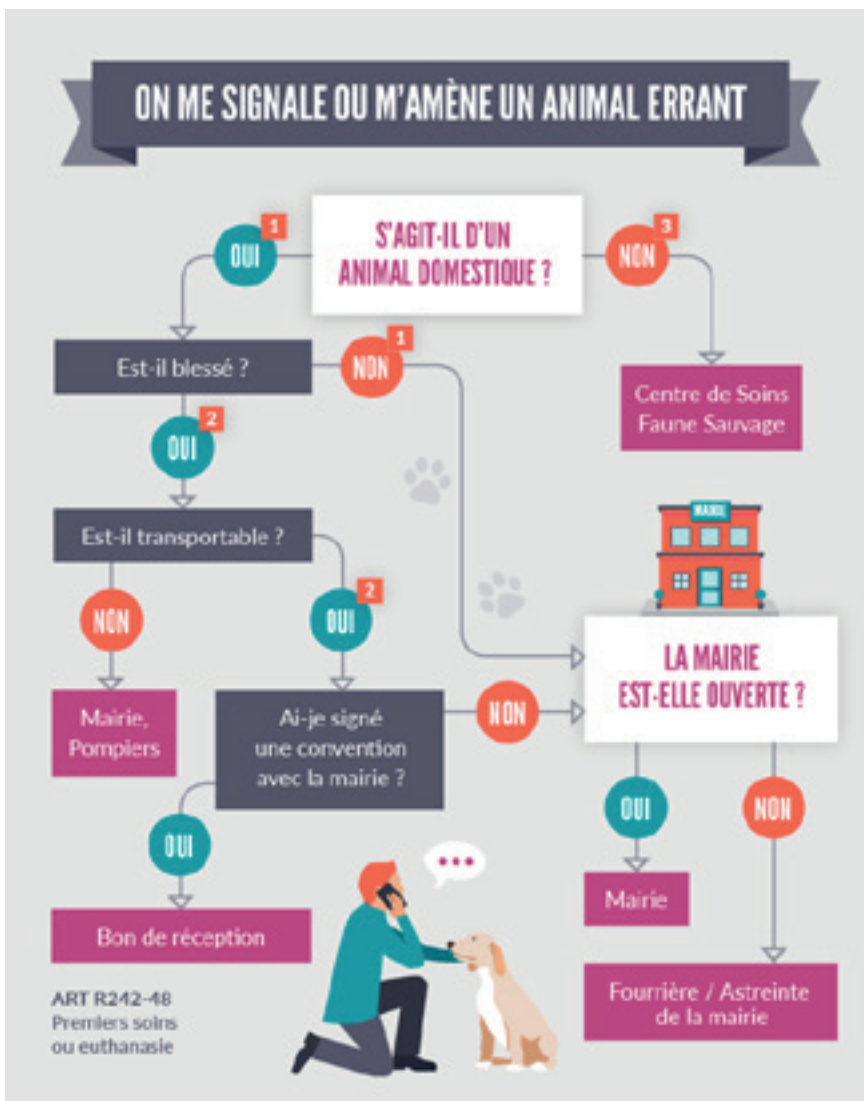 ON ME SIGNALE OU M'AMÈNE UN ANIMAL ERRANT
S'AGIT-IL D'UN
ANIMAL DOMESTIQUE ?
OUI
1
NON
3
Est-il blessé ?
NON
1
Centre de Soins
Faune Sauvage
OUI
2
Est-il transportable ?
MAIRIE
NON
OUI
2
LA MAIRIE
EST-ELLE OUVERTE ?
Mairie,
Pompiers
Ai-je signé
une convention
avec la mairie ?
NON
OUI
NON
OUI
Mairie
Bon de réception
Fourrière / Astreinte
de la mairie
ART R242-48
Premiers soins
ou euthanasie